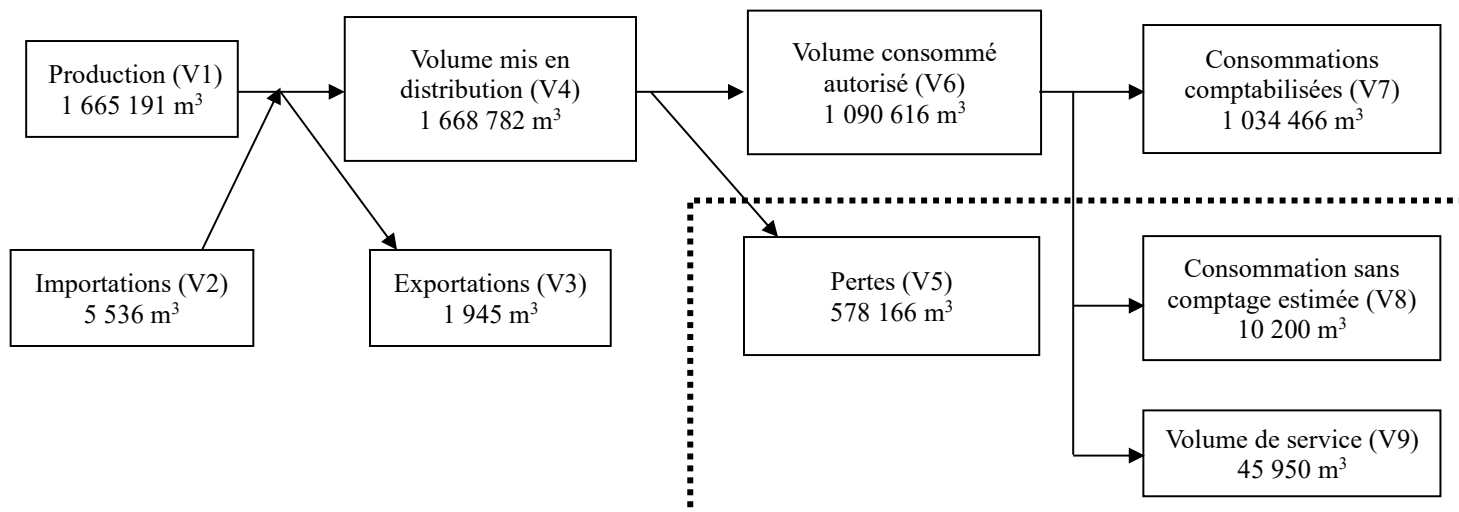 Production (V1)
1 665 191 m³
Volume mis en
distribution (V4)
1 668 782 m³
Volume consommé
autorisé (V6)
1 090 616 m³
Consommations
comptabilisées (V7)
1 034 466 m³
Importations (V2)
5 536 m³
Exportations (V3)
1 945 m³
Pertes (V5)
578 166 m³
Consommation sans
comptage estimée (V8)
10 200 m³
Volume de service (V9)
45 950 m³